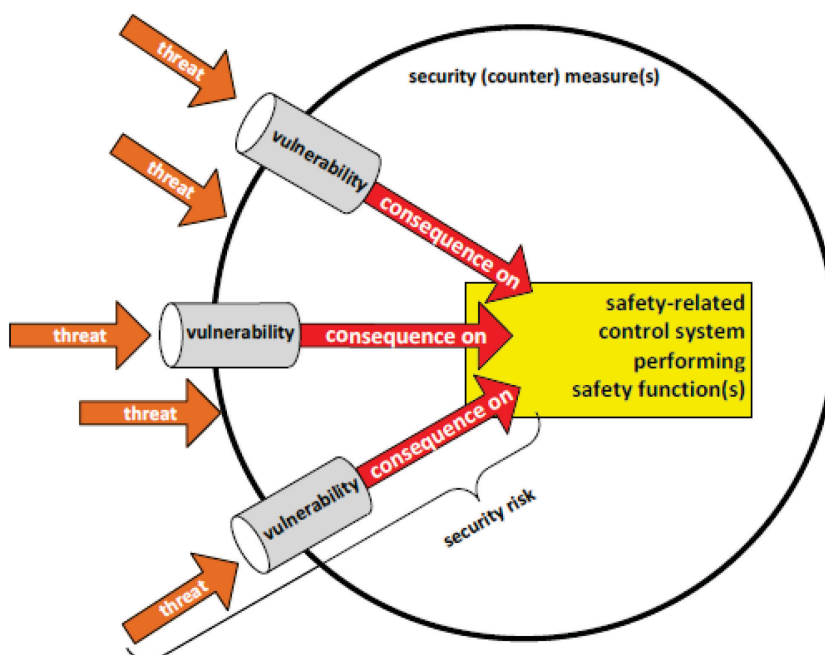 threat
security (counter) measure(s)
vulnerability
threat
consequence on
safety-related
control system
performing
safety function(s)
threat
vulnerability
consequence on
threat
consequence on
vulnerability
security risk
threat